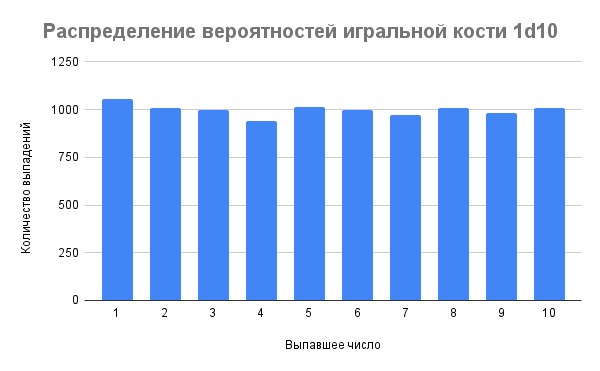 Распределение вероятностей игральной кости 1d10
1250
1000
750
500
250
0
Количество выпадений
1 2 3 4 5 6 7 8 9 10
Выпавшее число